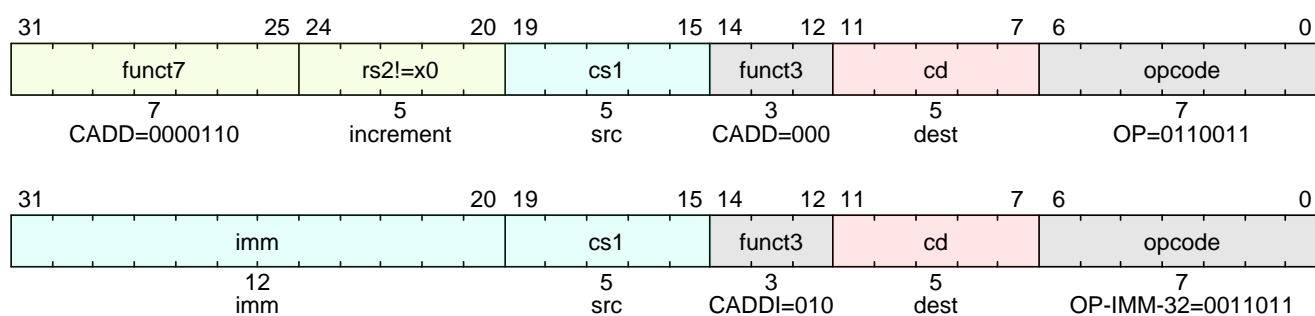 31 25 24 20 19 15 14 12 11 7 6 0
funct7 rs2!=x0 cs1 funct3 cd opcode
7 5 5 3 5 7
CADD=0000110 increment src CADD=000 dest OP=0110011
31 20 19 15 14 12 11 7 6 0
imm cs1 funct3 cd opcode
12 5 3 5 7
imm src CADDI=010 dest OP-IMM-32=0011011